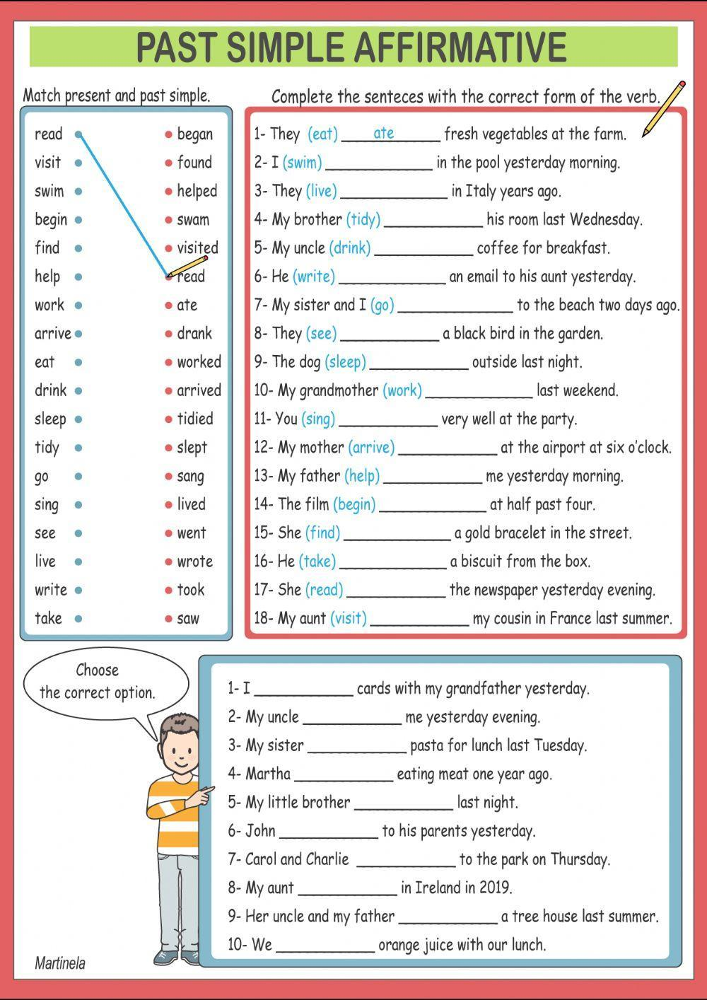 PAST SIMPLE AFFIRMATIVE
Match present and past simple.
read
visit
swim
begin
find
help
work
arrive
eat
drink
sleep
tidy
go
sing
see
live
write
take
began
found
helped
swam
visited
read
ate
drank
worked
arrived
tidied
slept
sang
lived
went
wrote
took
saw
Complete the senteces with the correct form of the verb.
1- They (eat) ____ate____ fresh vegetables at the farm.
2- I (swim) ____________ in the pool yesterday morning.
3- They (live) ____________ in Italy years ago.
4- My brother (tidy) ____________ his room last Wednesday.
5- My uncle (drink) ____________ coffee for breakfast.
6- He (write) ____________ an email to his aunt yesterday.
7- My sister and I (go) ____________ to the beach two days ago.
8- They (see) ____________ a black bird in the garden.
9- The dog (sleep) ____________ outside last night.
10- My grandmother (work) ____________ last weekend.
11- You (sing) ____________ very well at the party.
12- My mother (arrive) ____________ at the airport at six o'clock.
13- My father (help) ____________ me yesterday morning.
14- The film (begin) ____________ at half past four.
15- She (find) ____________ a gold bracelet in the street.
16- He (take) ____________ a biscuit from the box.
17- She (read) ____________ the newspaper yesterday evening.
18- My aunt (visit) ____________ my cousin in France last summer.
Choose
the correct option.
1- I ____________ cards with my grandfather yesterday.
2- My uncle ____________ me yesterday evening.
3- My sister ____________ pasta for lunch last Tuesday.
4- Martha ____________ eating meat one year ago.
5- My little brother ____________ last night.
6- John ____________ to his parents yesterday.
7- Carol and Charlie ____________ to the park on Thursday.
8- My aunt ____________ in Ireland in 2019.
9- Her uncle and my father ____________ a tree house last summer.
10- We ____________ orange juice with our lunch.
Martinela